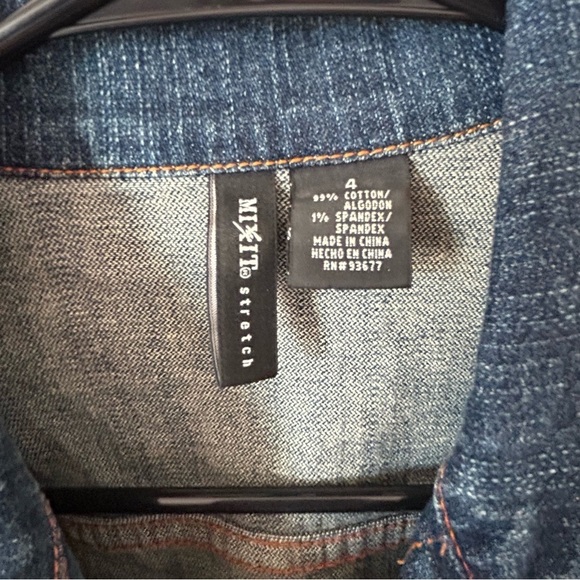 MIXIT® stretch
4
99% COTTON/
ALGODON
1% SPANDEX/
SPANDEX
MADE IN CHINA
HECHO EN CHINA
RN# 93677